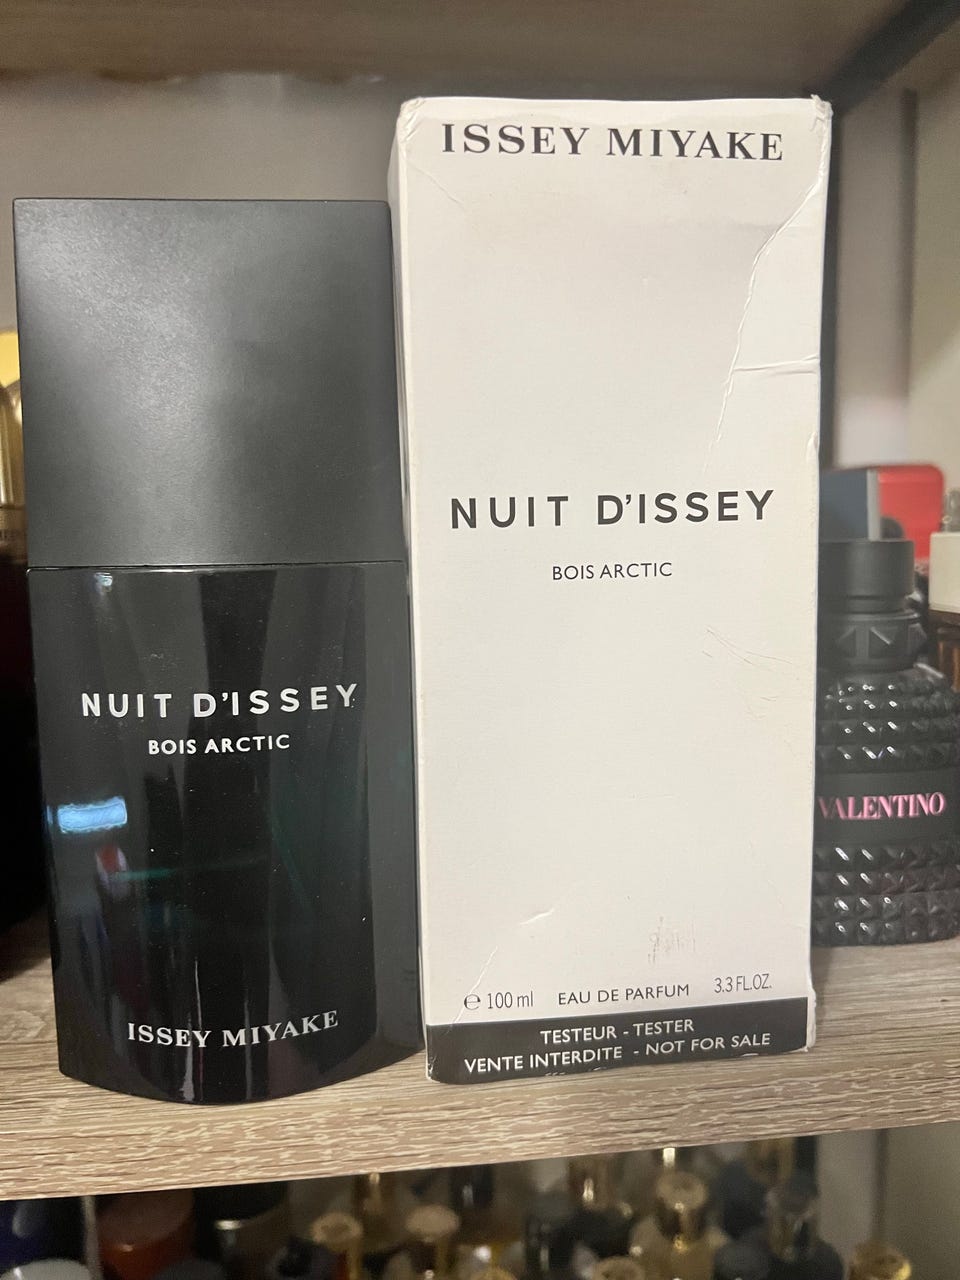 NUIT D'ISSEY
BOIS ARCTIC
ISSEY MIYAKE
ISSEY MIYAKE
NUIT D'ISSEY
BOIS ARCTIC
℮ 100 ml EAU DE PARFUM 3.3 FL.OZ.
TESTEUR - TESTER
VENTE INTERDITE - NOT FOR SALE
VALENTINO